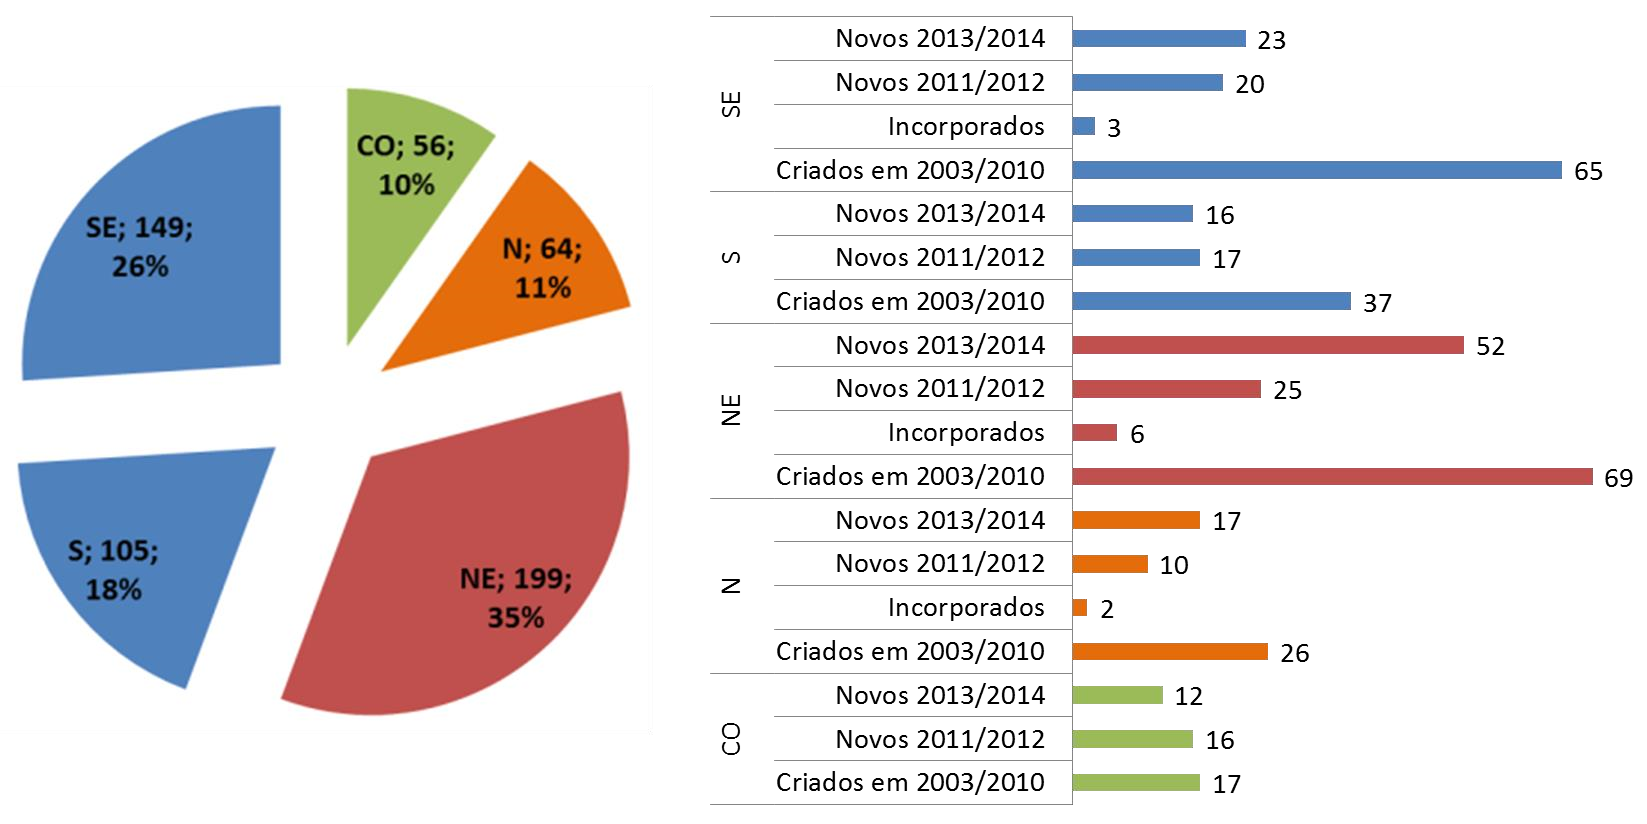 CO; 56;
10%
N; 64;
11%
NE; 199;
35%
S; 105;
18%
SE; 149;
26%
SE
Novos 2013/2014 23
Novos 2011/2012 20
Incorporados 3
Criados em 2003/2010 65
S
Novos 2013/2014 16
Novos 2011/2012 17
Criados em 2003/2010 37
NE
Novos 2013/2014 52
Novos 2011/2012 25
Incorporados 6
Criados em 2003/2010 69
N
Novos 2013/2014 17
Novos 2011/2012 10
Incorporados 2
Criados em 2003/2010 26
CO
Novos 2013/2014 12
Novos 2011/2012 16
Criados em 2003/2010 17